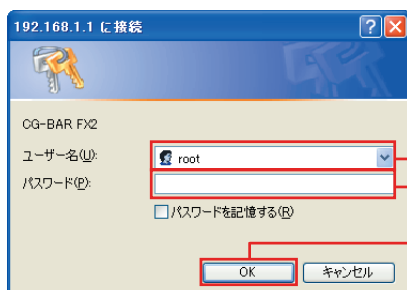 192.168.1.1 に接続
CG-BAR FX2
ユーザー名(U):
root
パスワード(P):
パスワードを記憶する(R)
OK
キャンセル